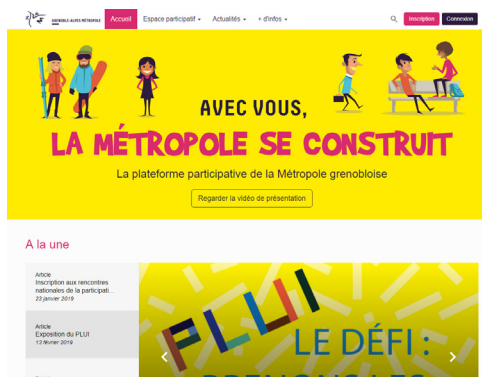 GRENOBLE-ALPES MÉTROPOLE Accueil Espace participatif Actualités + d'infos Inscription Connexion
AVEC VOUS,
LA MÉTROPOLE SE CONSTRUIT
La plateforme participative de la Métropole grenobloise
Regarder la vidéo de présentation
A la une
Article
Inscription aux rencontres
nationales de la participati...
23 janvier 2019
Article
Exposition du PLUI
13 février 2019
PLUI
LE DÉFI :